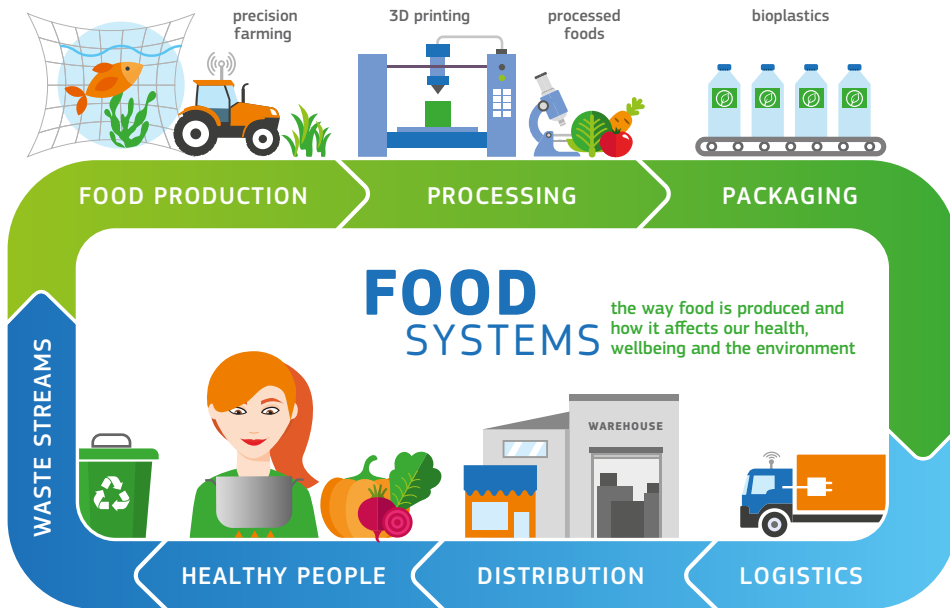 precision
farming
3D printing
processed
foods
bioplastics
FOOD PRODUCTION
PROCESSING
PACKAGING
FOOD
SYSTEMS
the way food is produced and
how it affects our health,
wellbeing and the environment
WAREHOUSE
WASTE STREAMS
HEALTHY PEOPLE
DISTRIBUTION
LOGISTICS